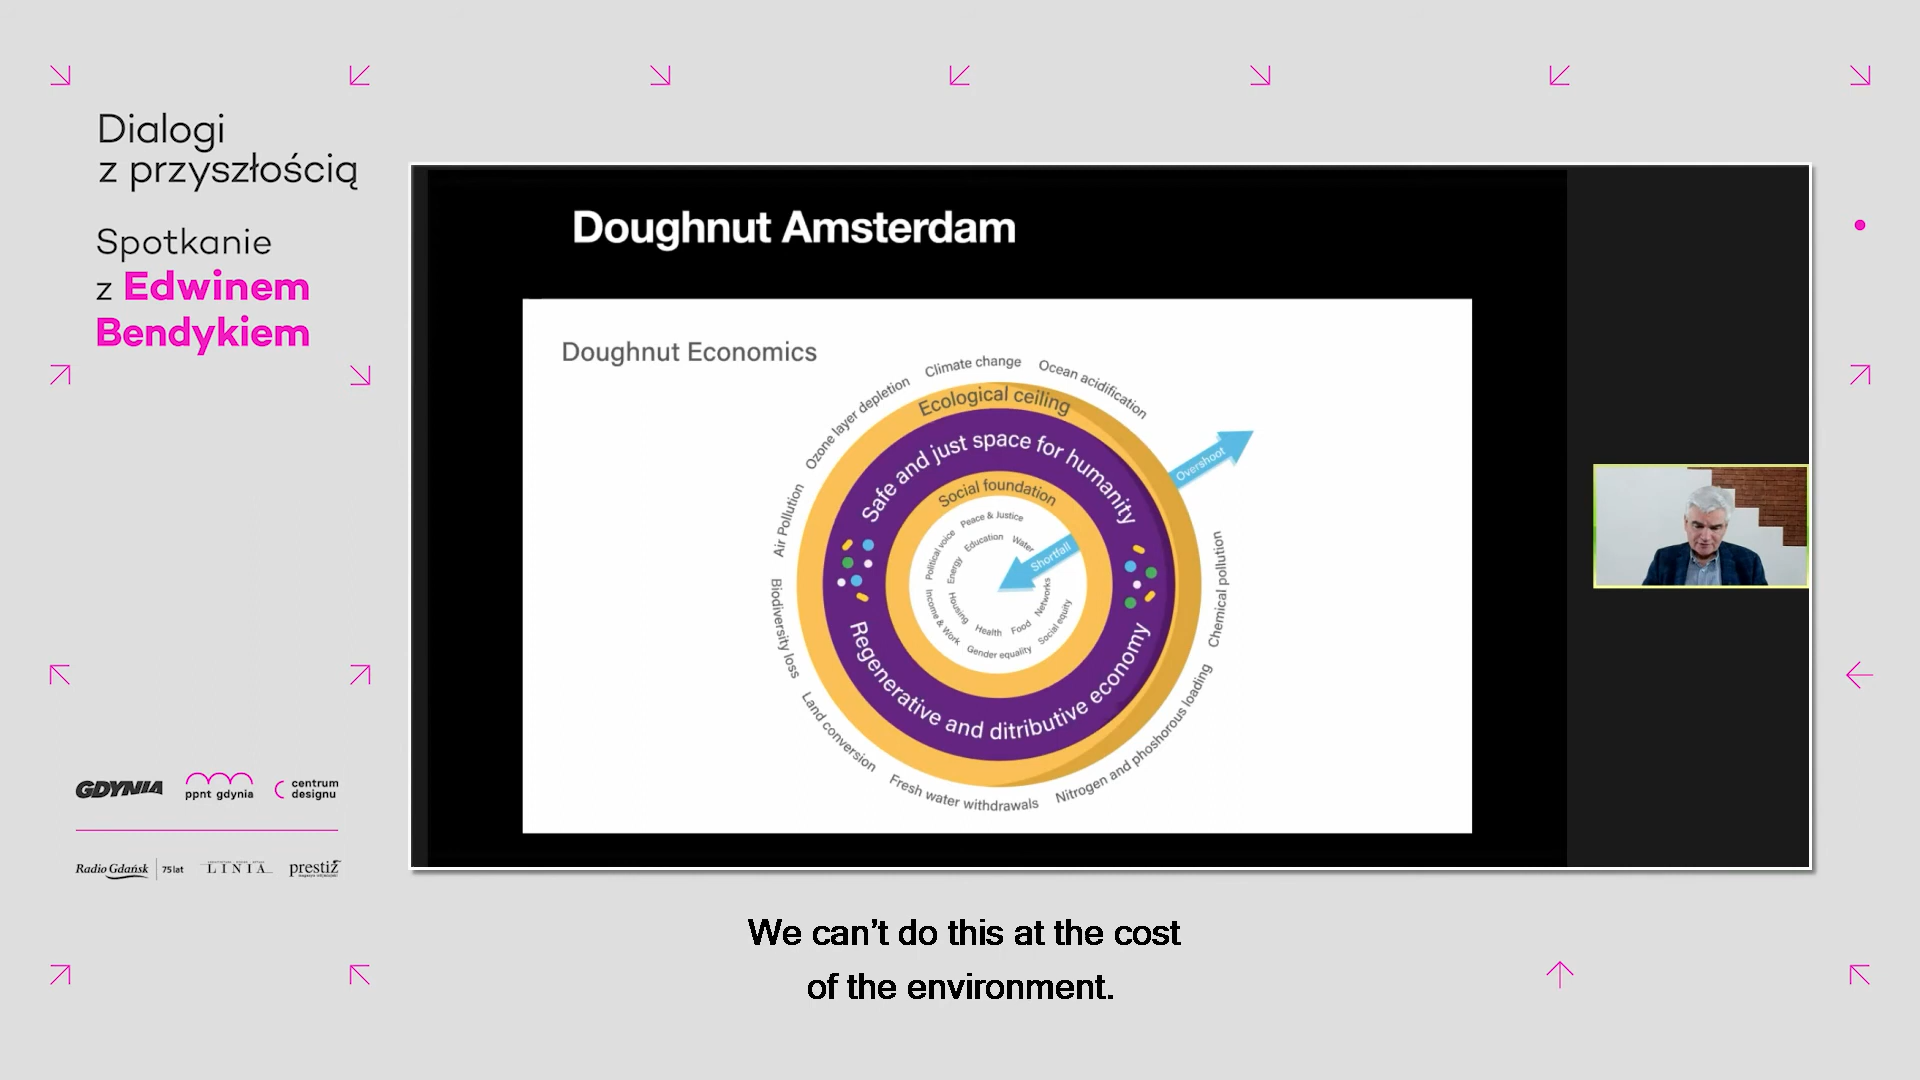 Dialogi
z przyszłością
Spotkanie
z Edwinem
Bendykiem
GDYNIA
ppnt gdynia
centrum
designu
Radio Gdańsk
75 lat
LINIA
prestiż
Doughnut Amsterdam
Doughnut Economics
Climate change
Ocean acidification
Ozone layer depletion
Air Pollution
Biodiversity loss
Land conversion
Fresh water withdrawals
Nitrogen and phoshorous loading
Chemical pollution
Overshoot
Ecological ceiling
Safe and just space for humanity
Regenerative and ditributive economy
Social foundation
Peace & Justice
Political voice
Income & Work
Gender equality
Social equity
Education
Water
Energy
Housing
Health
Food
Networks
Shortfall
We can’t do this at the cost
of the environment.